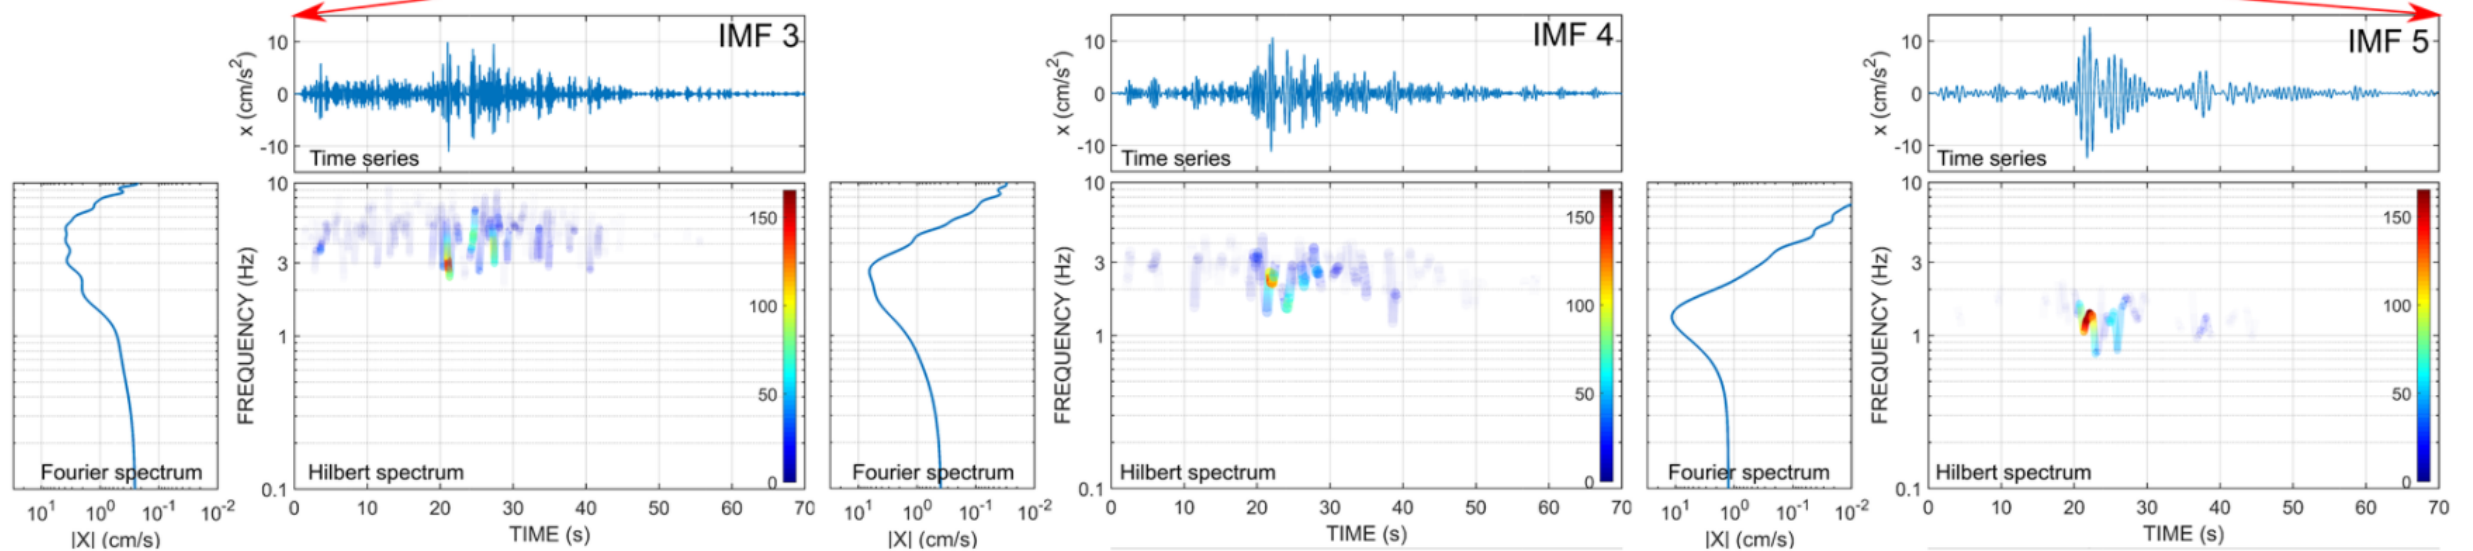 IMF 3
10
0
-10
x (cm/s²)
Time series
IMF 4
10
0
-10
x (cm/s²)
Time series
IMF 5
10
0
-10
x (cm/s²)
Time series
Fourier spectrum
10¹ 10⁰ 10⁻¹ 10⁻²
|X| (cm/s)
10
3
1
0.1
FREQUENCY (Hz)
Hilbert spectrum
150
100
50
0
0 10 20 30 40 50 60 70
TIME (s)
Fourier spectrum
10¹ 10⁰ 10⁻¹ 10⁻²
|X| (cm/s)
10
3
1
0.1
FREQUENCY (Hz)
Hilbert spectrum
150
100
50
0
0 10 20 30 40 50 60 70
TIME (s)
Fourier spectrum
10¹ 10⁰ 10⁻¹ 10⁻²
|X| (cm/s)
10
3
1
0.1
FREQUENCY (Hz)
Hilbert spectrum
150
100
50
0
0 10 20 30 40 50 60 70
TIME (s)